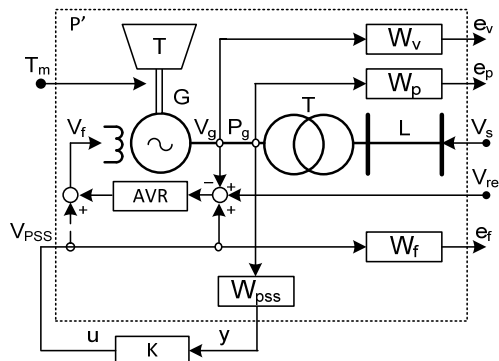 P'
T
W_v
e_v
W_p
e_p
T_m
G
V_f
V_g
P_g
T
L
V_s
−
+
AVR
+
+
V_re
+
V_PSS
W_f
e_f
W_pss
u
K
y